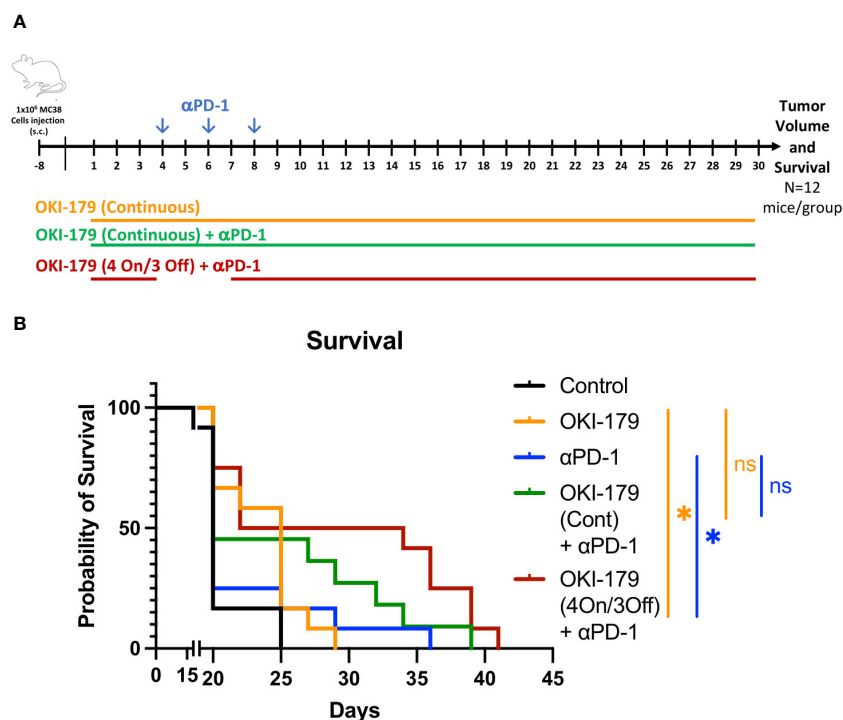 A
1x10⁶ MC38
Cells injection
(s.c.)
αPD-1
-8 1 2 3 4 5 6 7 8 9 10 11 12 13 14 15 16 17 18 19 20 21 22 23 24 25 26 27 28 29 30
Tumor
Volume
and
Survival
N=12
mice/group
OKI-179 (Continuous)
OKI-179 (Continuous) + αPD-1
OKI-179 (4 On/3 Off) + αPD-1
B
Survival
Probability of Survival
100
50
0
0 15 20 25 30 35 40 45
Days
Control
OKI-179
αPD-1
OKI-179
(Cont)
+ αPD-1
OKI-179
(4On/3Off)
+ αPD-1
*
*
ns
ns